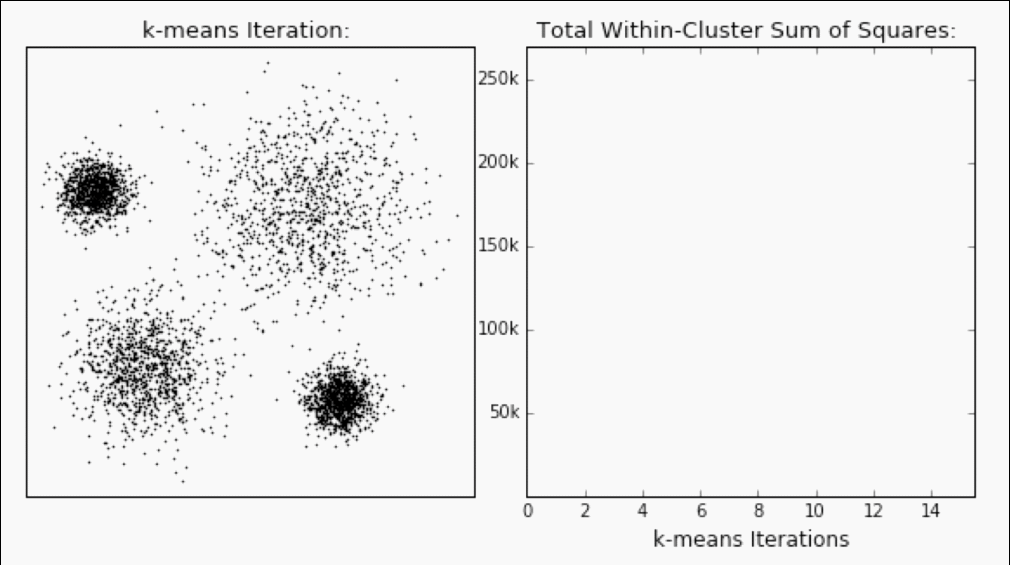 k-means Iteration:
Total Within-Cluster Sum of Squares:
250k
200k
150k
100k
50k
0 2 4 6 8 10 12 14
k-means Iterations